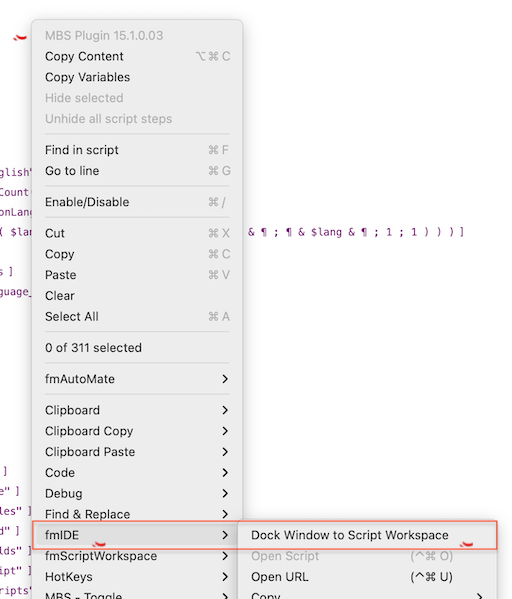 MBS Plugin 15.1.0.03
Copy Content ⌥⌘ C
Copy Variables
Hide selected
Unhide all script steps
Find in script ⌘ F
glish"
Go to line ⌘ G
Count
onLang
Enable/Disable ⌘ /
( $lan
Cut ⌘ X
& ¶ ; ¶ & $lang & ¶ ; 1 ; 1 ) ) ) ]
Copy ⌘ C
s ]
Paste ⌘ V
guage_
Clear
Select All ⌘ A
0 of 311 selected
fmAutoMate >
Clipboard >
Clipboard Copy >
Clipboard Paste >
]
Code >
e" ]
Debug >
les" ]
Find & Replace >
d" ]
fmIDE >
Dock Window to Script Workspace
lds" ]
fmScriptWorkspace >
Open Script (^⌘ O)
ipt" ]
HotKeys >
Open URL (^⌘ U)
ripts"
MBS - Toggle >
Copy >